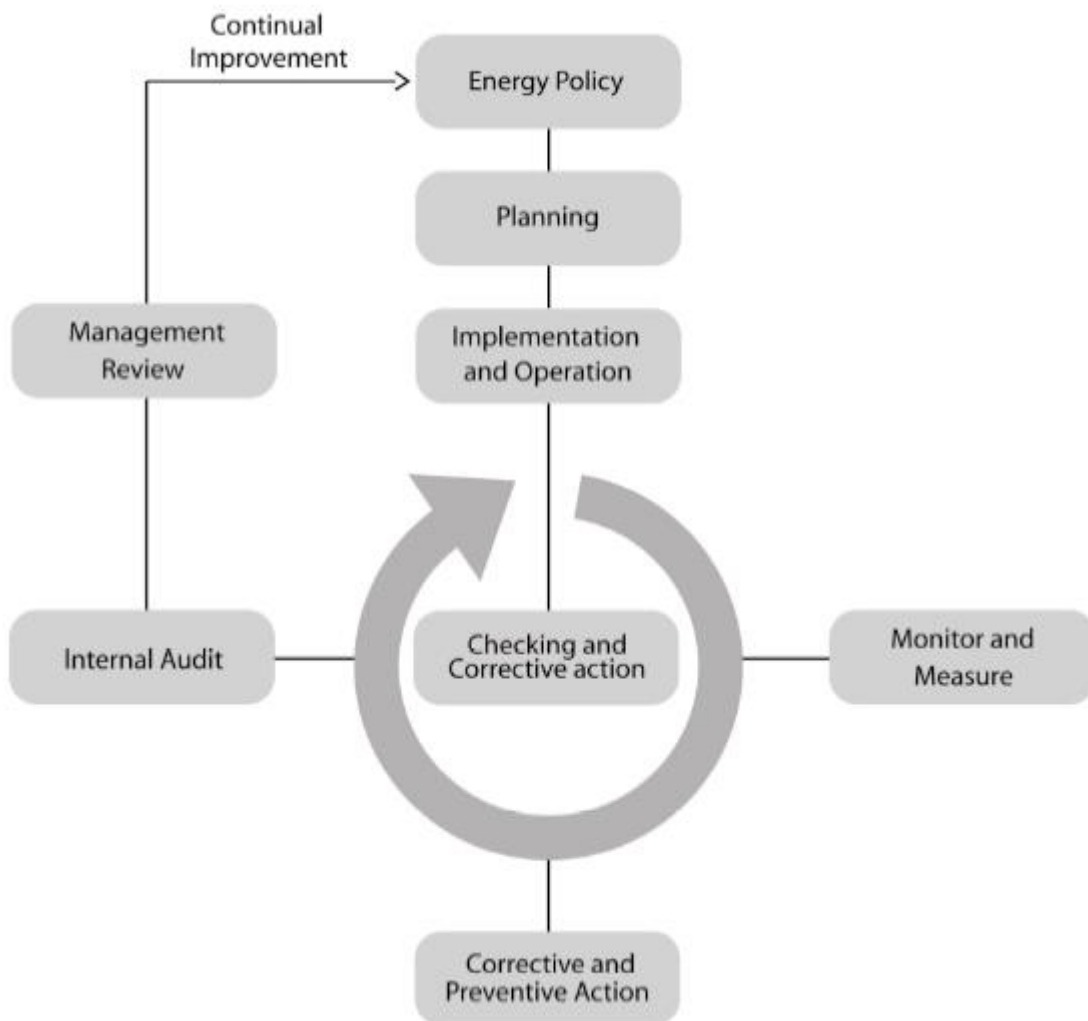 Continual
Improvement
Energy Policy
Planning
Management
Review
Implementation
and Operation
Internal Audit
Checking and
Corrective action
Monitor and
Measure
Corrective and
Preventive Action